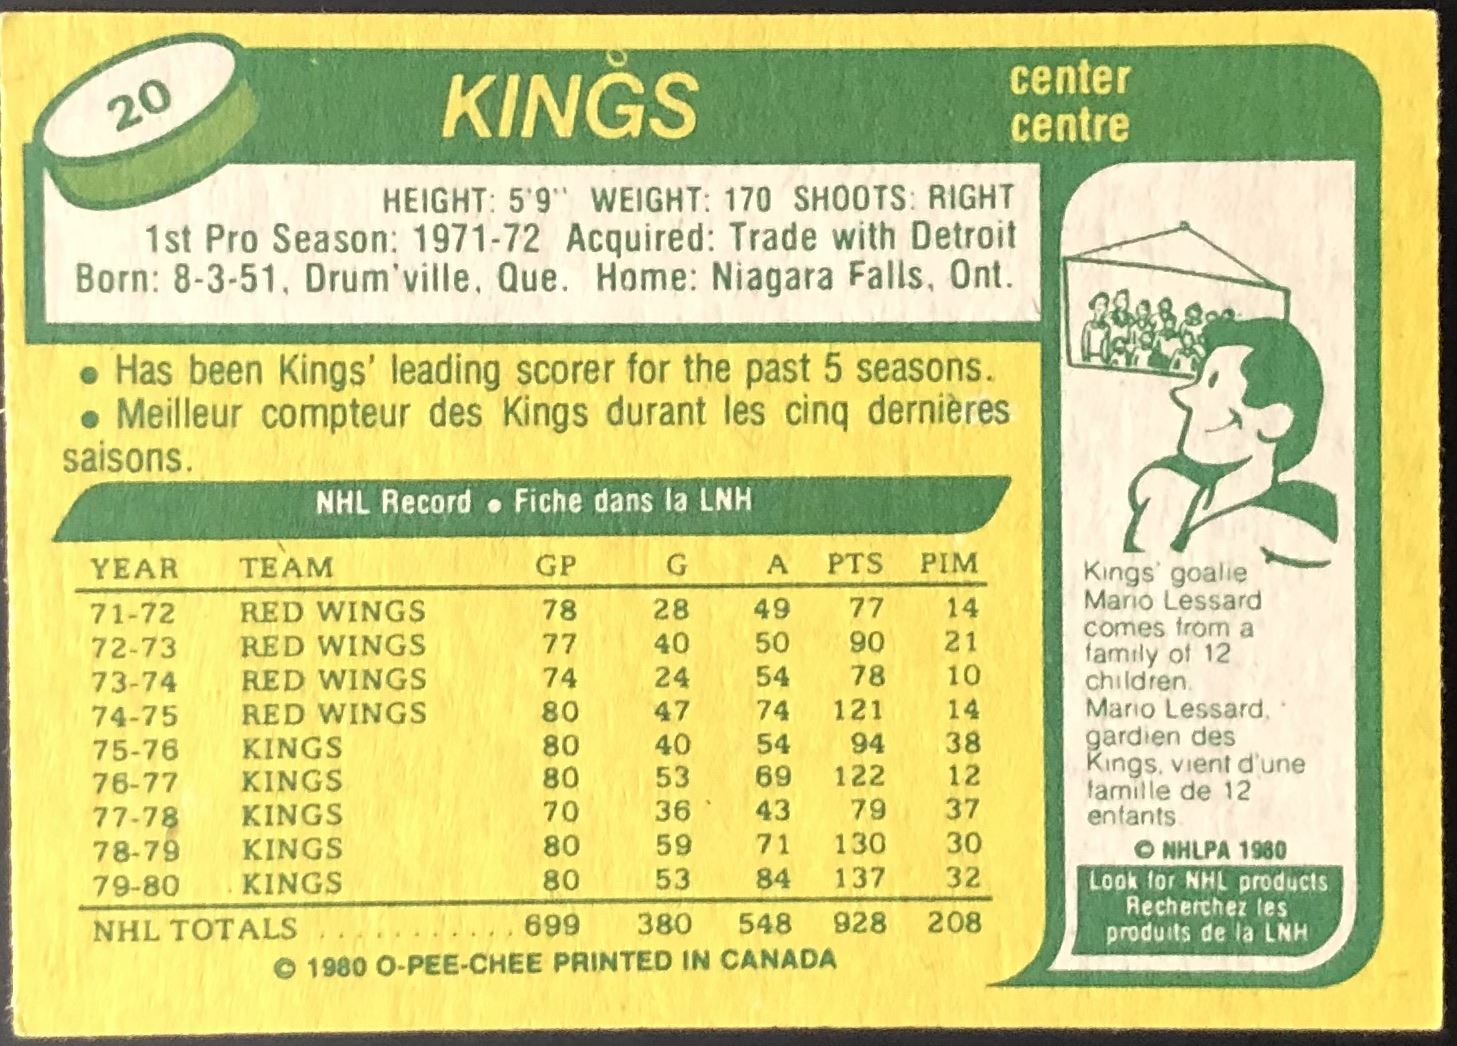 20
KINGS
center
centre
HEIGHT: 5'9" WEIGHT: 170 SHOOTS: RIGHT
1st Pro Season: 1971-72 Acquired: Trade with Detroit
Born: 8-3-51, Drum'ville, Que. Home: Niagara Falls, Ont.
• Has been Kings' leading scorer for the past 5 seasons.
• Meilleur compteur des Kings durant les cinq dernières
saisons.
NHL Record • Fiche dans la LNH
YEAR TEAM GP G A PTS PIM
71-72 RED WINGS 78 28 49 77 14
72-73 RED WINGS 77 40 50 90 21
73-74 RED WINGS 74 24 54 78 10
74-75 RED WINGS 80 47 74 121 14
75-76 KINGS 80 40 54 94 38
76-77 KINGS 80 53 69 122 12
77-78 KINGS 70 36 43 79 37
78-79 KINGS 80 59 71 130 30
79-80 KINGS 80 53 84 137 32
NHL TOTALS ........... 699 380 548 928 208
© 1980 O-PEE-CHEE PRINTED IN CANADA
Kings' goalie
Mario Lessard
comes from a
family of 12
children.
Mario Lessard,
gardien des
Kings, vient d'une
famille de 12
enfants.
© NHLPA 1980
Look for NHL products
Recherchez les
produits de la LNH